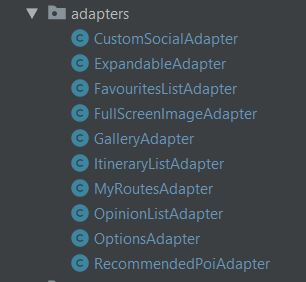 adapters
C CustomSocialAdapter
C ExpandableAdapter
C FavouritesListAdapter
C FullScreenImageAdapter
C GalleryAdapter
C ItineraryListAdapter
C MyRoutesAdapter
C OpinionListAdapter
C OptionsAdapter
C RecommendedPoiAdapter